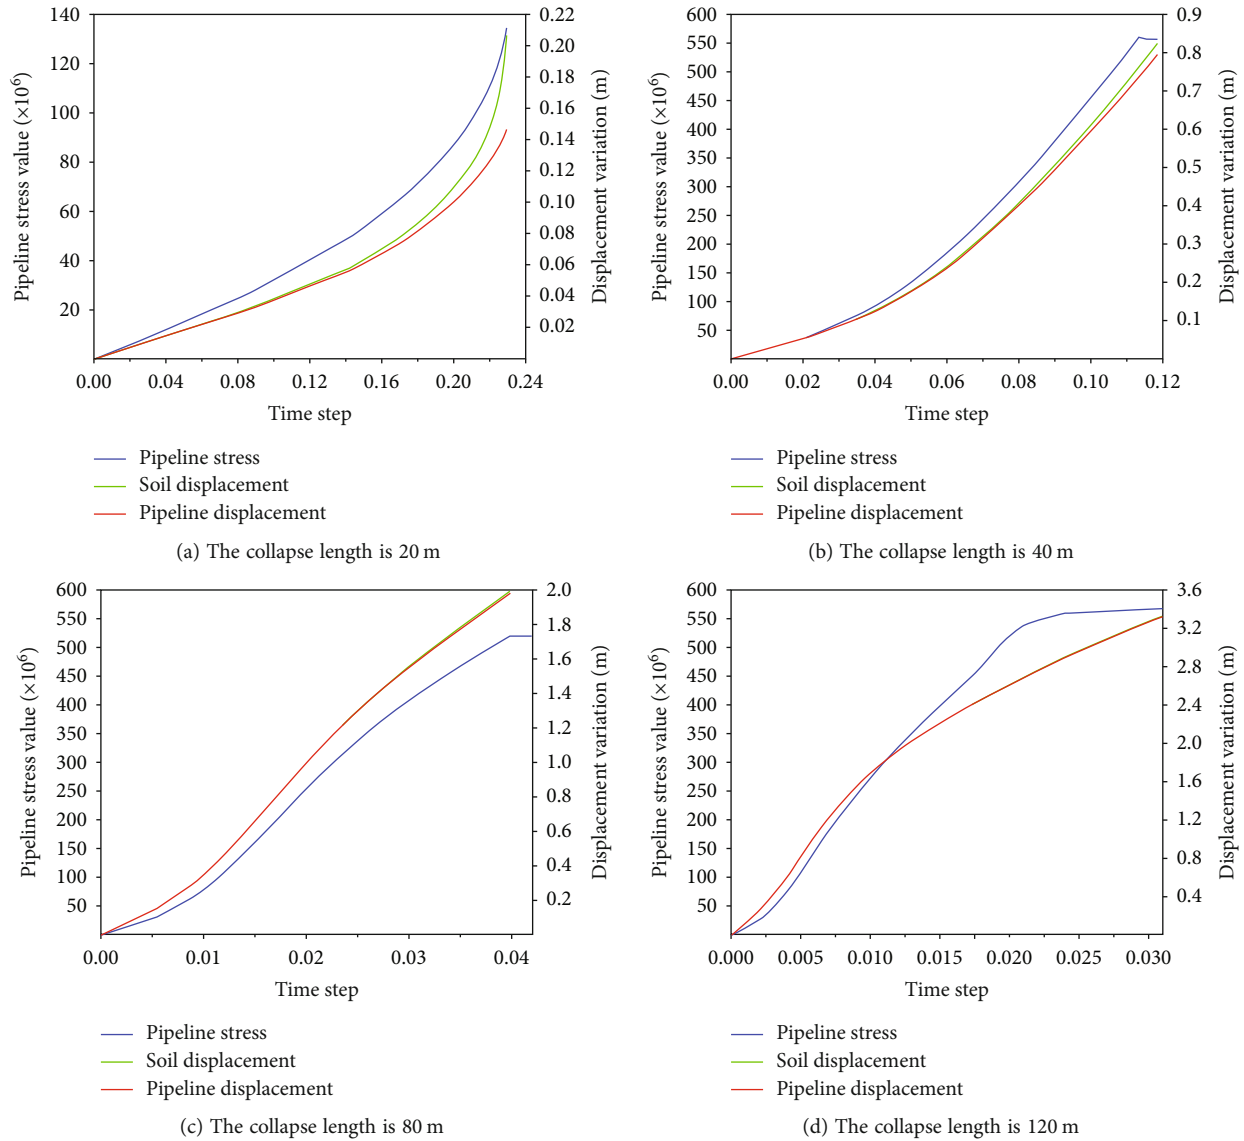 140
120
100
80
60
40
20
Pipeline stress value (×10⁶)
0.22
0.20
0.18
0.16
0.14
0.12
0.10
0.08
0.06
0.04
0.02
Displacement variation (m)
0.00 0.04 0.08 0.12 0.16 0.20 0.24
Time step
Pipeline stress
Soil displacement
Pipeline displacement
(a) The collapse length is 20 m
600
550
500
450
400
350
300
250
200
150
100
50
Pipeline stress value (×10⁶)
0.9
0.8
0.7
0.6
0.5
0.4
0.3
0.2
0.1
Displacement variation (m)
0.00 0.02 0.04 0.06 0.08 0.10 0.12
Time step
Pipeline stress
Soil displacement
Pipeline displacement
(b) The collapse length is 40 m
600
550
500
450
400
350
300
250
200
150
100
50
Pipeline stress value (×10⁶)
2.0
1.8
1.6
1.4
1.2
1.0
0.8
0.6
0.4
0.2
Displacement variation (m)
0.00 0.01 0.02 0.03 0.04
Time step
Pipeline stress
Soil displacement
Pipeline displacement
(c) The collapse length is 80 m
600
550
500
450
400
350
300
250
200
150
100
50
Pipeline stress value (×10⁶)
3.6
3.2
2.8
2.4
2.0
1.6
1.2
0.8
0.4
Displacement variation (m)
0.000 0.005 0.010 0.015 0.020 0.025 0.030
Time step
Pipeline stress
Soil displacement
Pipeline displacement
(d) The collapse length is 120 m